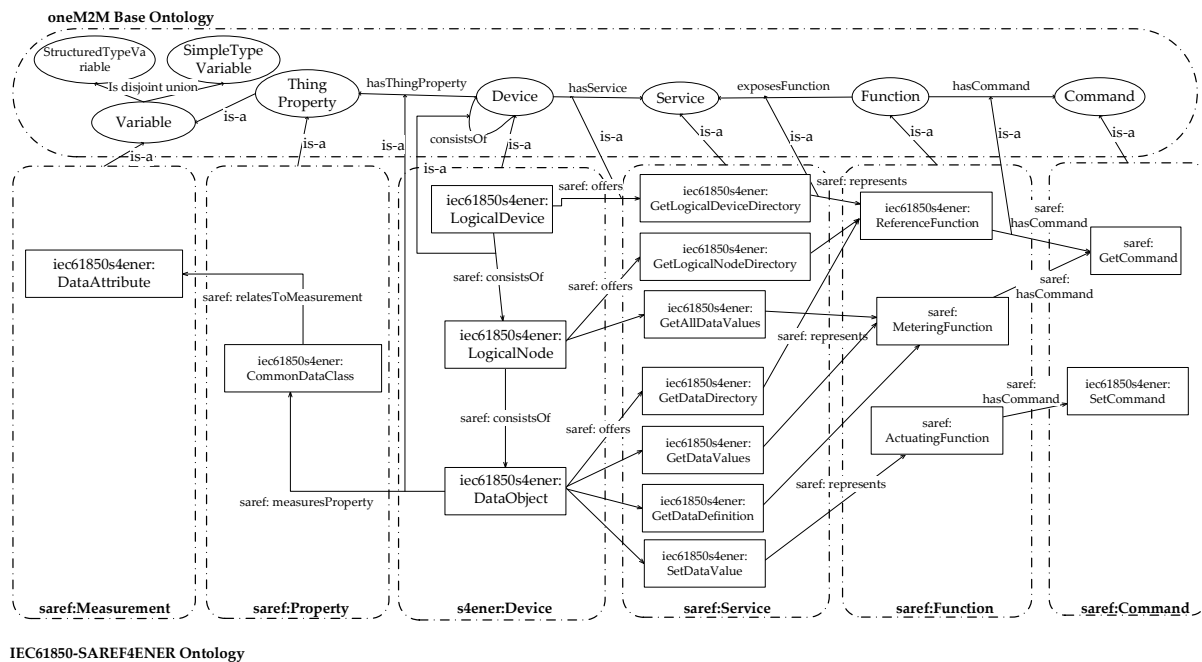 oneM2M Base Ontology
StructuredTypeVa
riable
SimpleType
Variable
Is disjoint union
Variable
is-a
Thing
Property
hasThingProperty
Device
consistsOf
hasService
Service
exposesFunction
Function
hasCommand
Command
is-a
is-a
is-a
is-a
is-a
is-a
is-a
is-a
is-a
is-a
is-a
iec61850s4ener:
DataAttribute
saref: relatesToMeasurement
iec61850s4ener:
CommonDataClass
saref: measuresProperty
iec61850s4ener:
LogicalDevice
saref: consistsOf
iec61850s4ener:
LogicalNode
saref: consistsOf
iec61850s4ener:
DataObject
saref: offers
saref: offers
saref: offers
iec61850s4ener:
GetLogicalDeviceDirectory
iec61850s4ener:
GetLogicalNodeDirectory
iec61850s4ener:
GetAllDataValues
iec61850s4ener:
GetDataDirectory
iec61850s4ener:
GetDataValues
iec61850s4ener:
GetDataDefinition
iec61850s4ener:
SetDataValue
saref: represents
saref: represents
saref: represents
iec61850s4ener:
ReferenceFunction
saref:
MeteringFunction
saref:
ActuatingFunction
saref:
hasCommand
saref:
hasCommand
saref:
hasCommand
saref:
GetCommand
iec61850s4ener:
SetCommand
saref:Measurement
saref:Property
s4ener:Device
saref:Service
saref:Function
saref:Command
IEC61850-SAREF4ENER Ontology